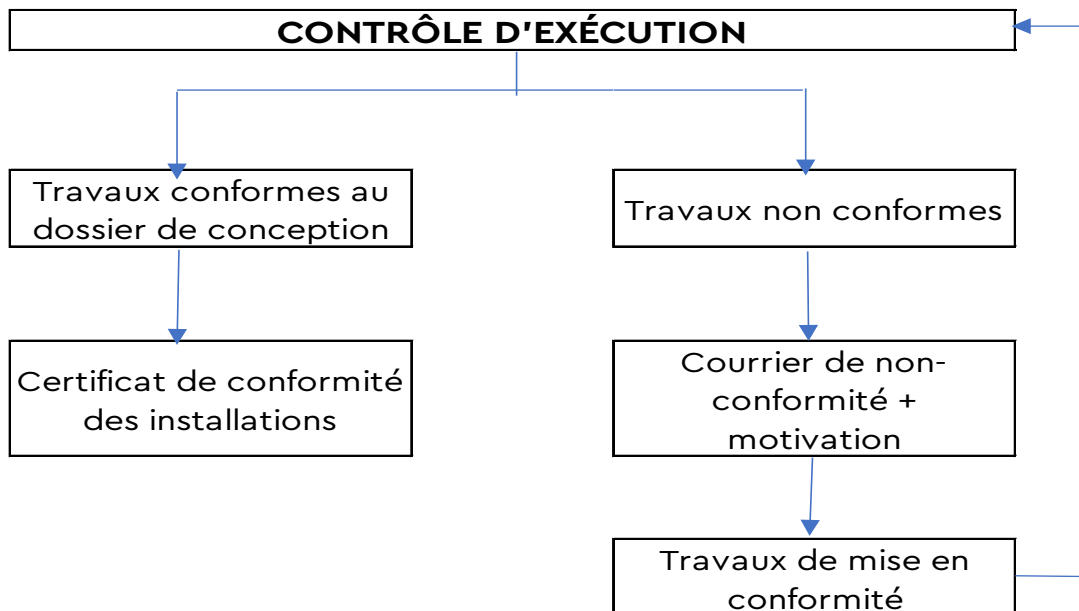 CONTRÔLE D'EXÉCUTION
Travaux conformes au
dossier de conception
Travaux non conformes
Certificat de conformité
des installations
Courrier de non-
conformité +
motivation
Travaux de mise en
conformité